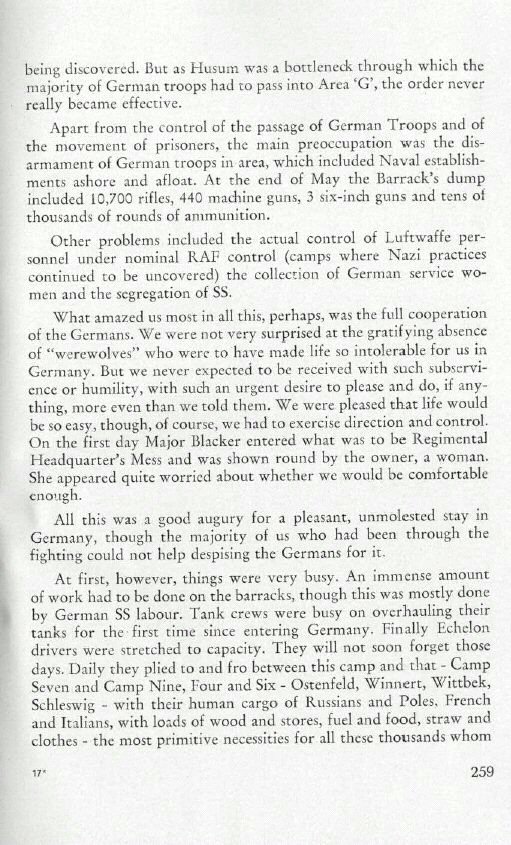 being discovered. But as Husum was a bottleneck through which the
majority of German troops had to pass into Area ‘G’, the order never
really became effective.
Apart from the control of the passage of German Troops and of
the movement of prisoners, the main preoccupation was the dis-
armament of German troops in area, which included Naval establish-
ments ashore and afloat. At the end of May the Barrack's dump
included 10,700 rifles, 440 machine guns, 3 six-inch guns and tens of
thousands of rounds of ammunition.
Other problems included the actual control of Luftwaffe per-
sonnel under nominal RAF control (camps where Nazi practices
continued to be uncovered) the collection of German service wo-
men and the segregation of SS.
What amazed us most in all this, perhaps, was the full cooperation
of the Germans. We were not very surprised at the gratifying absence
of “werewolves” who were to have made life so intolerable for us in
Germany. But we never expected to be received with such subservi-
ence or humility, with such an urgent desire to please and do, if any-
thing, more even than we told them. We were pleased that life would
be so easy, though, of course, we had to exercise direction and control.
On the first day Major Blacker entered what was to be Regimental
Headquarter's Mess and was shown round by the owner, a woman.
She appeared quite worried about whether we would be comfortable
enough.
All this was a good augury for a pleasant, unmolested stay in
Germany, though the majority of us who had been through the
fighting could not help despising the Germans for it.
At first, however, things were very busy. An immense amount
of work had to be done on the barracks, though this was mostly done
by German SS labour. Tank crews were busy on overhauling their
tanks for the first time since entering Germany. Finally Echelon
drivers were stretched to capacity. They will not soon forget those
days. Daily they plied to and fro between this camp and that - Camp
Seven and Camp Nine, Four and Six - Ostenfeld, Winnert, Wittbek,
Schleswig - with their human cargo of Russians and Poles, French
and Italians, with loads of wood and stores, fuel and food, straw and
clothes - the most primitive necessities for all these thousands whom
17*
259